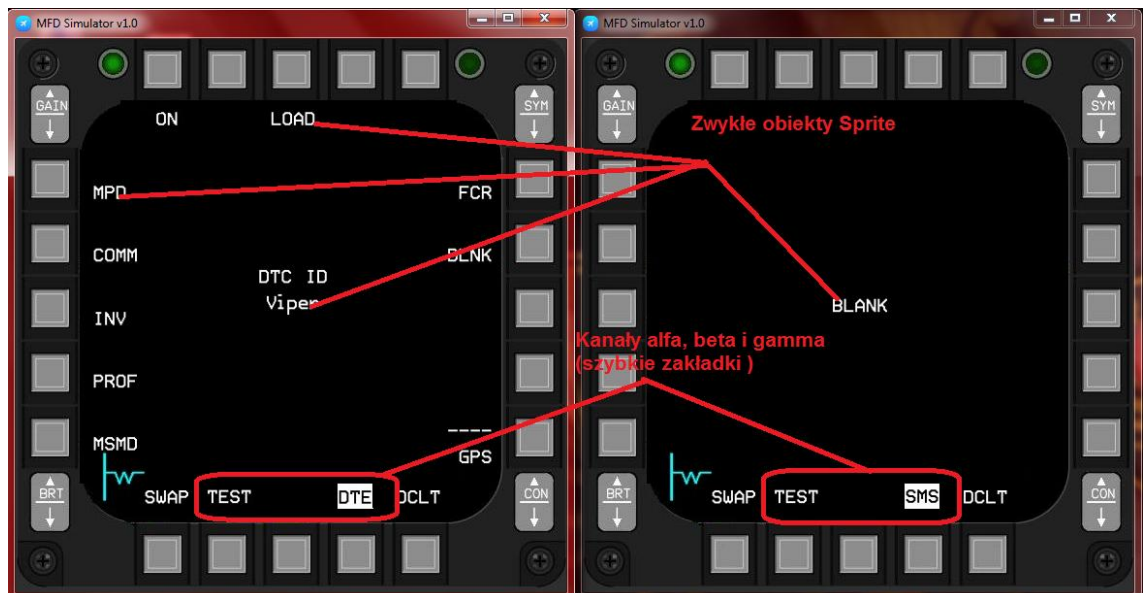 MFD Simulator v1.0
GAIN
SYM
ON LOAD
MPD FCR
COMM BLNK
DTC ID
Viper
INV
PROF
MSMD
GPS
SWAP TEST DTE DCLT
BRT
CON
MFD Simulator v1.0
GAIN
SYM
Zwykłe obiekty Sprite
BLANK
Kanały alfa, beta i gamma
(szybkie zakładki )
SWAP TEST SMS DCLT
BRT
CON